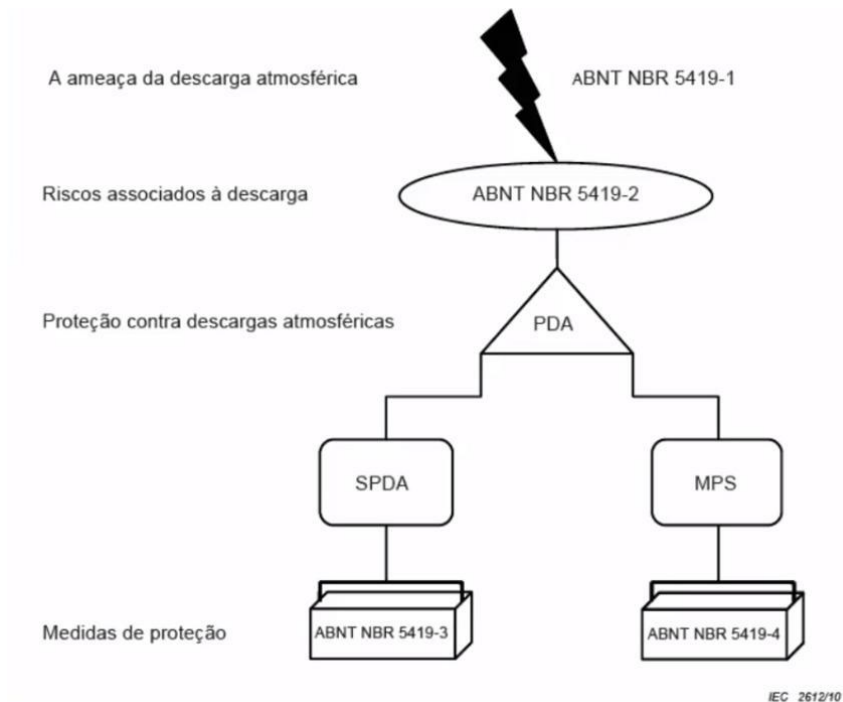 A ameaça da descarga atmosférica
ABNT NBR 5419-1
Riscos associados à descarga
ABNT NBR 5419-2
Proteção contra descargas atmosféricas
PDA
SPDA
MPS
Medidas de proteção
ABNT NBR 5419-3
ABNT NBR 5419-4
IEC 2612/10